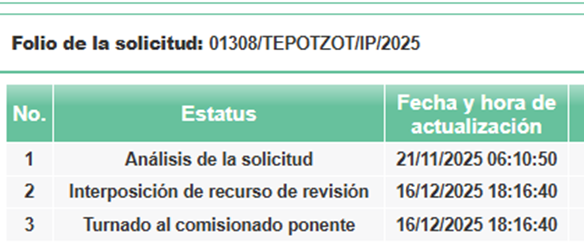 Folio de la solicitud: 01308/TEPOTZOT/IP/2025
No. Estatus Fecha y hora de actualización
1 Análisis de la solicitud 21/11/2025 06:10:50
2 Interposición de recurso de revisión 16/12/2025 18:16:40
3 Turnado al comisionado ponente 16/12/2025 18:16:40